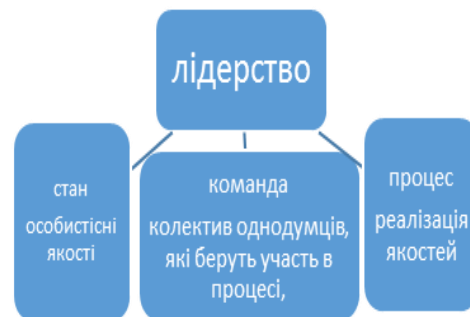 лідерство
стан
особистісні
якості
команда
колектив однодумців,
які беруть участь в
процесі,
процес
реалізація
якостей